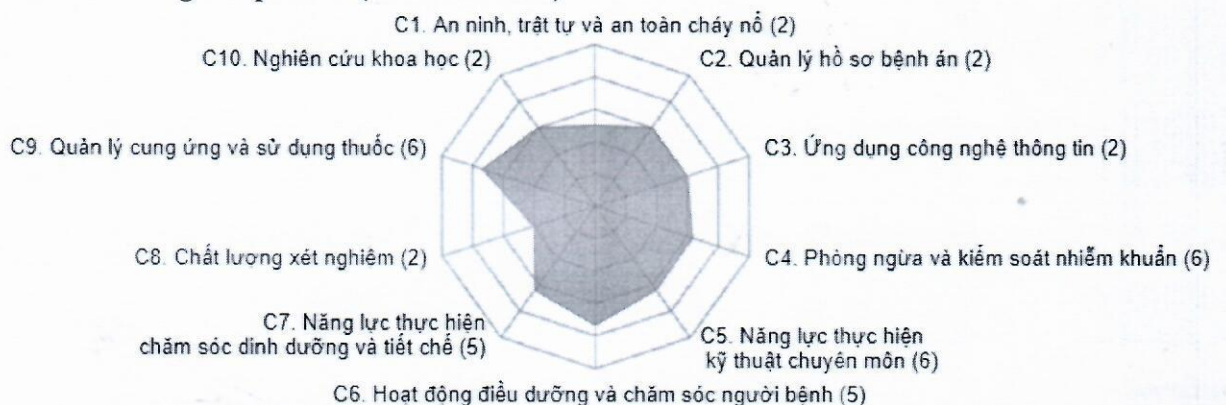 C1. An ninh, trật tự và an toàn cháy nổ (2)
C10. Nghiên cứu khoa học (2)
C2. Quản lý hồ sơ bệnh án (2)
C9. Quản lý cung ứng và sử dụng thuốc (6)
C3. Ứng dụng công nghệ thông tin (2)
C8. Chất lượng xét nghiệm (2)
C4. Phòng ngừa và kiểm soát nhiễm khuẩn (6)
C7. Năng lực thực hiện
chăm sóc dinh dưỡng và tiết chế (5)
C5. Năng lực thực hiện
kỹ thuật chuyên môn (6)
C6. Hoạt động điều dưỡng và chăm sóc người bệnh (5)